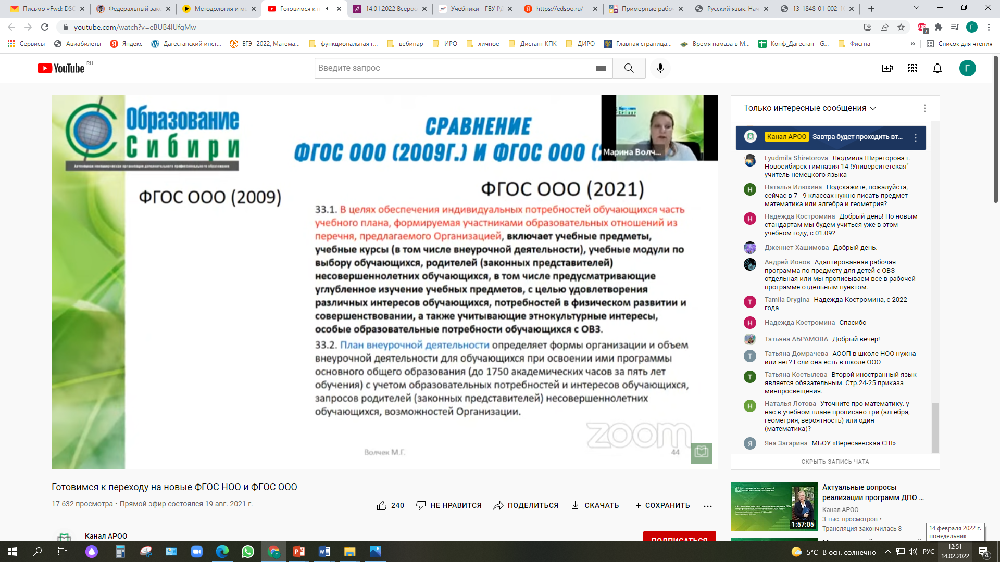 Письмо «Fwd: DSC
Федеральный зако
Методология и ме
Готовимся к п
14.01.2022 Всерос
Учебники - ГБУ РД
https://edsoo.ru/ –
Примерные рабо
Русский язык. Нач
13-1848-01-002-10
youtube.com/watch?v=eBUB4lUfgMw
ABP
7
Г
Сервисы
Авиабилеты
Яндекс
Дагестанский инст...
ЕГЭ−2022, Матема...
функциональная г...
вебинар
ИРО
личное
Дистант КПК
ДИРО
Главная страница...
Время намаза в М...
Конф_Дагестан - G...
Фисгна
»
Список для чтения
YouTube RU
Введите запрос
Г
Образование
Сибири
СРАВНЕНИЕ
ФГОС ООО (2009Г.) И ФГОС ООО (
Марина Волч...
ФГОС ООО (2009)
ФГОС ООО (2021)
33.1. В целях обеспечения индивидуальных потребностей обучающихся часть
учебного плана, формируемая участниками образовательных отношений из
перечня, предлагаемого Организацией, включает учебные предметы,
учебные курсы (в том числе внеурочной деятельности), учебные модули по
выбору обучающихся, родителей (законных представителей)
несовершеннолетних обучающихся, в том числе предусматривающие
углубленное изучение учебных предметов, с целью удовлетворения
различных интересов обучающихся, потребностей в физическом развитии и
совершенствовании, а также учитывающие этнокультурные интересы,
особые образовательные потребности обучающихся с ОВЗ.
33.2. План внеурочной деятельности определяет формы организации и объем
внеурочной деятельности для обучающихся при освоении ими программы
основного общего образования (до 1750 академических часов за пять лет
обучения) с учетом образовательных потребностей и интересов обучающихся,
запросов родителей (законных представителей) несовершеннолетних
обучающихся, возможностей Организации.
zoom
Волчек М.Г.
44
Только интересные сообщения
Канал АРОО Завтра будет проходить вт...
Lyudmila Shiretorova Людмила Ширеторова г.
Новосибирск гимназия 14 !Университетская"
учитель немецкого языка
Н
Наталья Илюхина Подскажите, пожалуйста,
сейчас в 7 - 9 классах нужно писать предмет
математика или алгебра и геометрия?
Н
Надежда Костромина Добрый день! По новым
стандартам мы будем учиться уже в этом
учебном году, с 01.09?
Дженнет Хашимова Добрый день.
Андрей Ионов Адаптированная рабочая
программа по предмету для детей с ОВЗ
отдельная или мы прописываем все в рабочей
программе отдельным пунктом.
T
Tamila Drygina Надежда Костромина, с 2022
года
Н
Надежда Костромина Спасибо
Татьяна АБРАМОВА Добрый вечер!
Т
Татьяна Домрачева АООП в школе НОО нужна
или нет? Если она есть в школе ООО
Т
Татьяна Костылева Второй иностранный язык
является обязательным. Стр.24-25 приказа
минпросвещения.
Н
Наталья Лотова Уточните про математику. у
нас в учебном плане прописано три (алгебра,
геометрия, вероятность) или один
(математика)?
Я
Яна Загарина МБОУ «Вересаевская СШ»
СКРЫТЬ ЗАПИСЬ ЧАТА
Готовимся к переходу на новые ФГОС НОО и ФГОС ООО
17 632 просмотра • Прямой эфир состоялся 19 авг. 2021 г.
240
НЕ НРАВИТСЯ
ПОДЕЛИТЬСЯ
СКАЧАТЬ
СОХРАНИТЬ
Канал АРОО
ПОДПИСАТЬСЯ
1:57:05
Актуальные вопросы
реализации программ ДПО ...
Канал АРОО
3 тыс. просмотров •
Трансляция закончилась 8
14 февраля 2022 г.
понедельник
5°C В осн. солнечно
РУС
12:51
14.02.2022
4